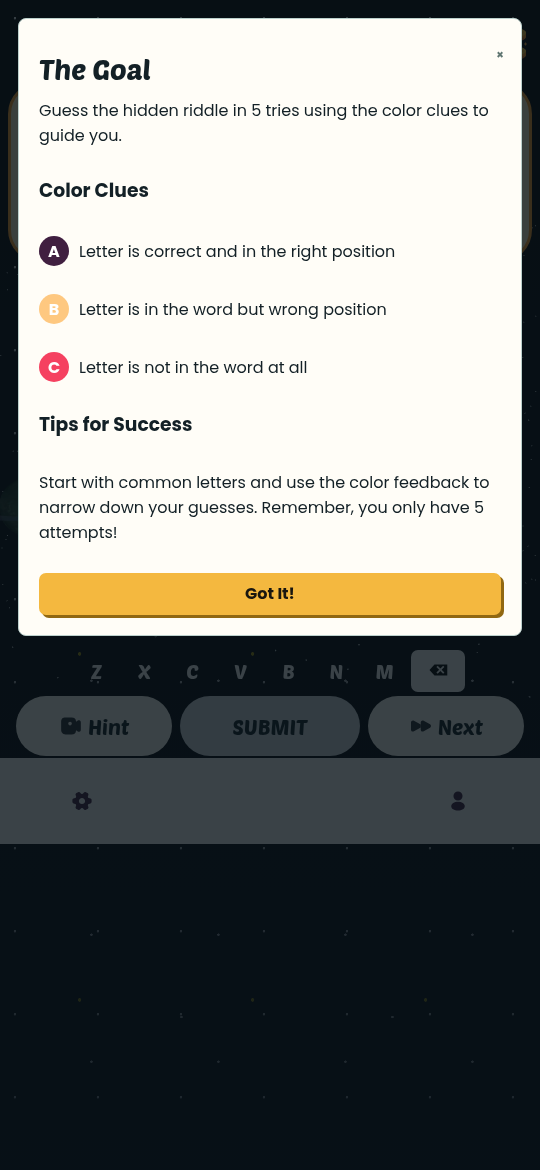 The Goal
×
Guess the hidden riddle in 5 tries using the color clues to
guide you.
Color Clues
A Letter is correct and in the right position
B Letter is in the word but wrong position
C Letter is not in the word at all
Tips for Success
Start with common letters and use the color feedback to
narrow down your guesses. Remember, you only have 5
attempts!
Got It!
Z X C V B N M
Hint SUBMIT Next